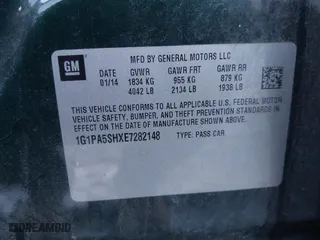 GM
MFD BY GENERAL MOTORS LLC
DATE GVWR GAWR FRT GAWR RR
01/14 1834 KG 955 KG 879 KG
4042 LB 2134 LB 1938 LB
THIS VEHICLE CONFORMS TO ALL APPLICABLE U.S. FEDERAL MOTOR
VEHICLE SAFETY, BUMPER, AND THEFT PREVENTION STANDARDS
IN EFFECT ON THE DATE OF MANUFACTURE SHOWN ABOVE.
1G1PA5SHXE7282148 TYPE: PASS CAR
DREAMBID